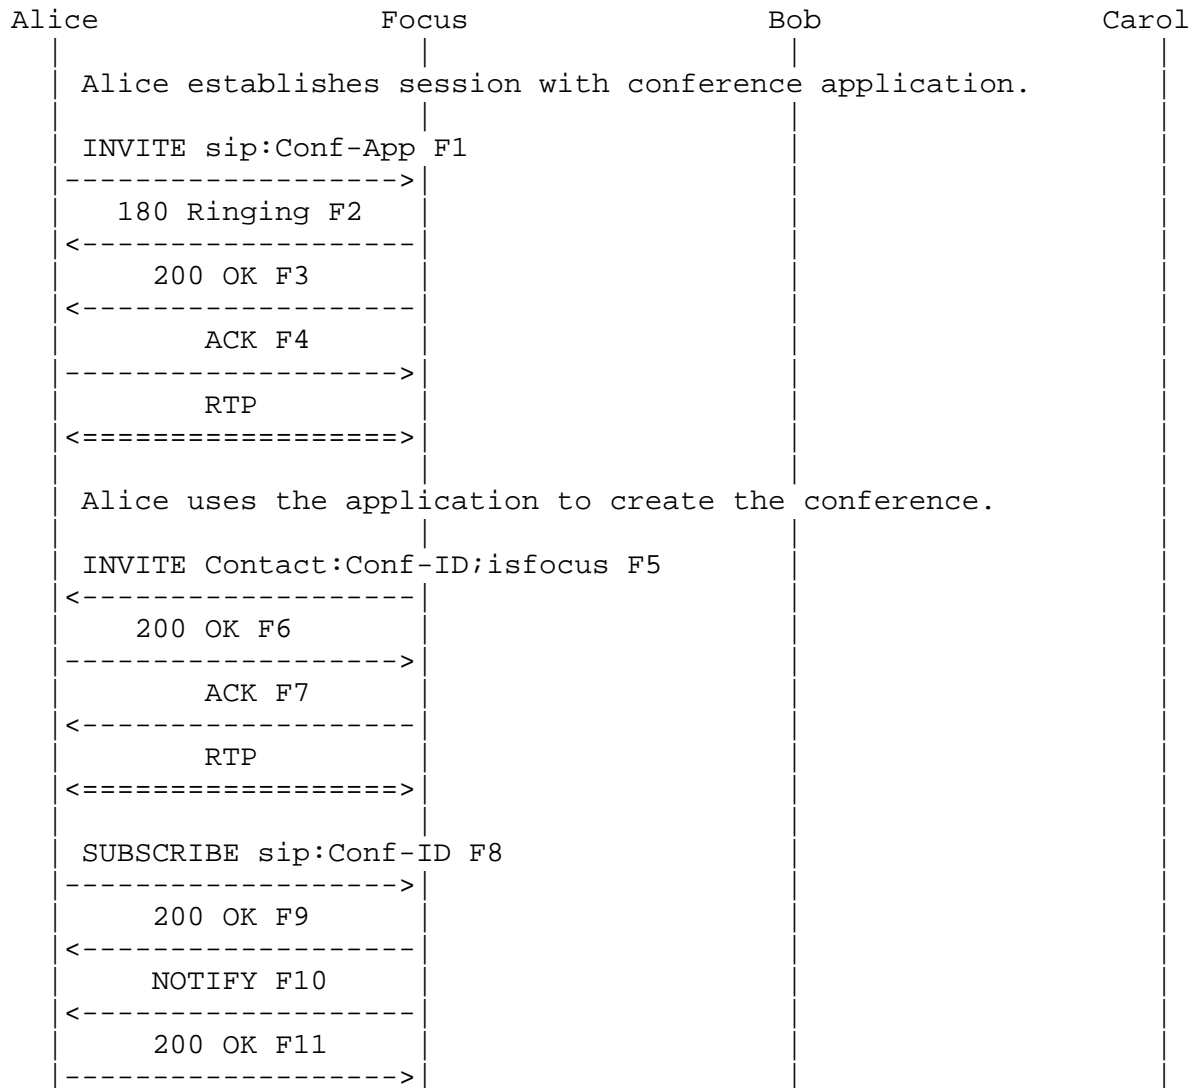 Alice Focus Bob Carol
Alice establishes session with conference application.
INVITE sip:Conf-App F1
180 Ringing F2
200 OK F3
ACK F4
RTP
Alice uses the application to create the conference.
INVITE Contact:Conf-ID;isfocus F5
200 OK F6
ACK F7
RTP
SUBSCRIBE sip:Conf-ID F8
200 OK F9
NOTIFY F10
200 OK F11